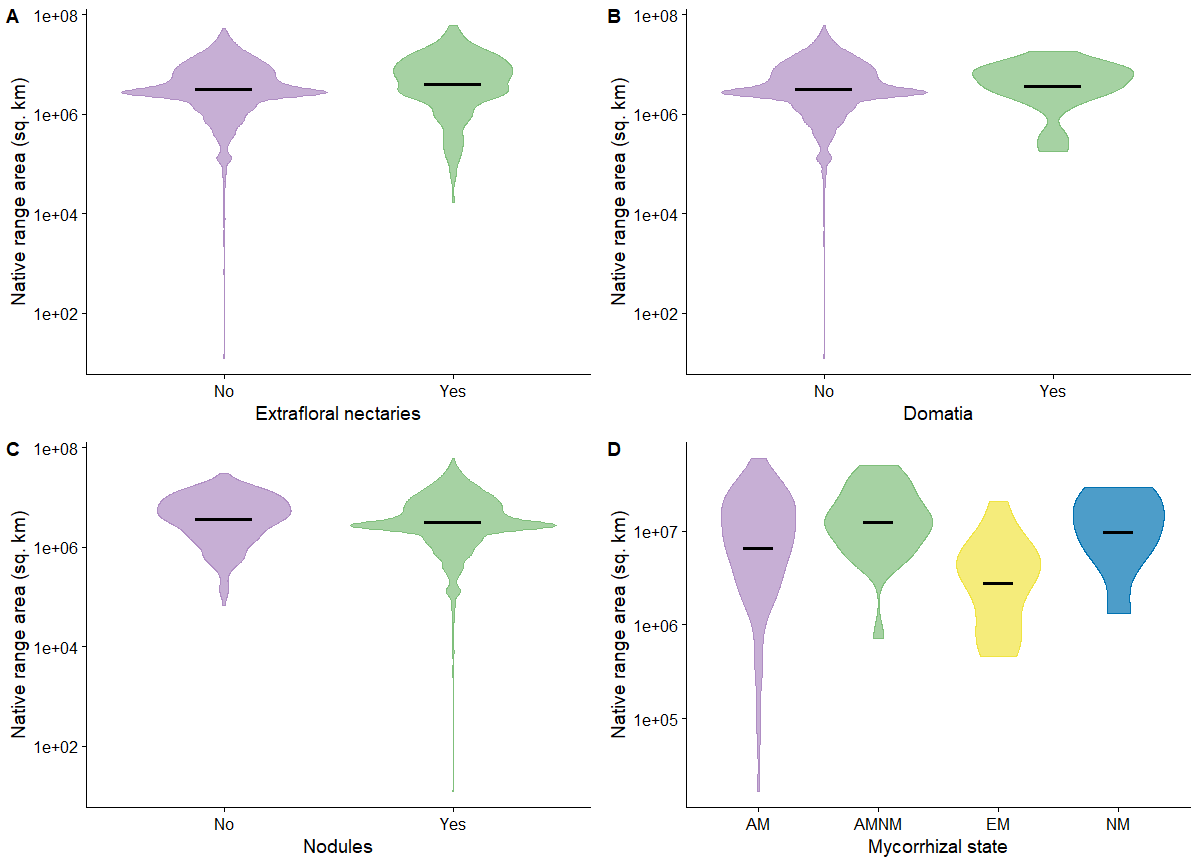 A
Native range area (sq. km)
1e+08
1e+06
1e+04
1e+02
No
Yes
Extrafloral nectaries
B
Native range area (sq. km)
1e+08
1e+06
1e+04
1e+02
No
Yes
Domatia
C
Native range area (sq. km)
1e+08
1e+06
1e+04
1e+02
No
Yes
Nodules
D
Native range area (sq. km)
1e+07
1e+06
1e+05
AM
AMNM
EM
NM
Mycorrhizal state